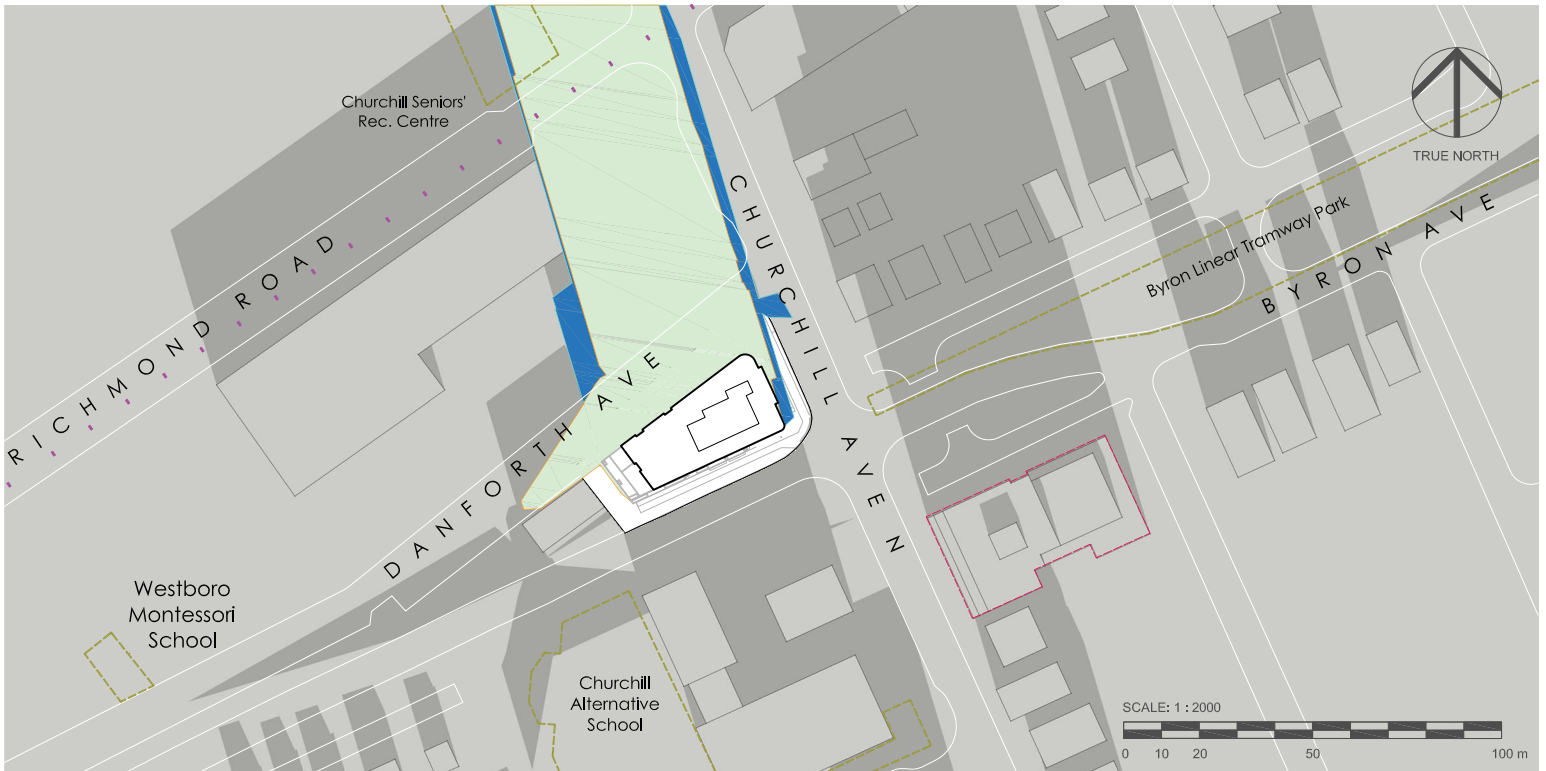 Churchill Seniors'
Rec. Centre
TRUE NORTH
RICHMOND ROAD
CHURCHILL AVE N
Byron Linear Tramway Park
BYRON AVE
DANFORTH AVE
Westboro
Montessori
School
Churchill
Alternative
School
SCALE: 1 : 2000
0 10 20 50 100 m